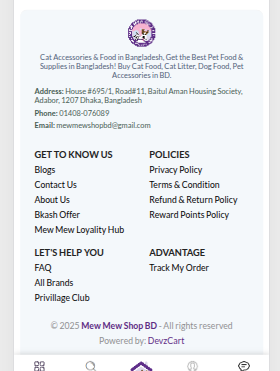 Cat Accessories & Food in Bangladesh, Get the Best Pet Food &
Supplies in Bangladesh! Buy Cat Food, Cat Litter, Dog Food, Pet
Accessories in BD.
Address: House #695/1, Road#11, Baitul Aman Housing Society,
Adabor, 1207 Dhaka, Bangladesh
Phone: 01408-076089
Email: mewmewshopbd@gmail.com
GET TO KNOW US
Blogs
Contact Us
About Us
Bkash Offer
Mew Mew Loyality Hub
POLICIES
Privacy Policy
Terms & Condition
Refund & Return Policy
Reward Points Policy
LET'S HELP YOU
FAQ
All Brands
Privillage Club
ADVANTAGE
Track My Order
© 2025 Mew Mew Shop BD - All rights reserved
Powered by: DevzCart